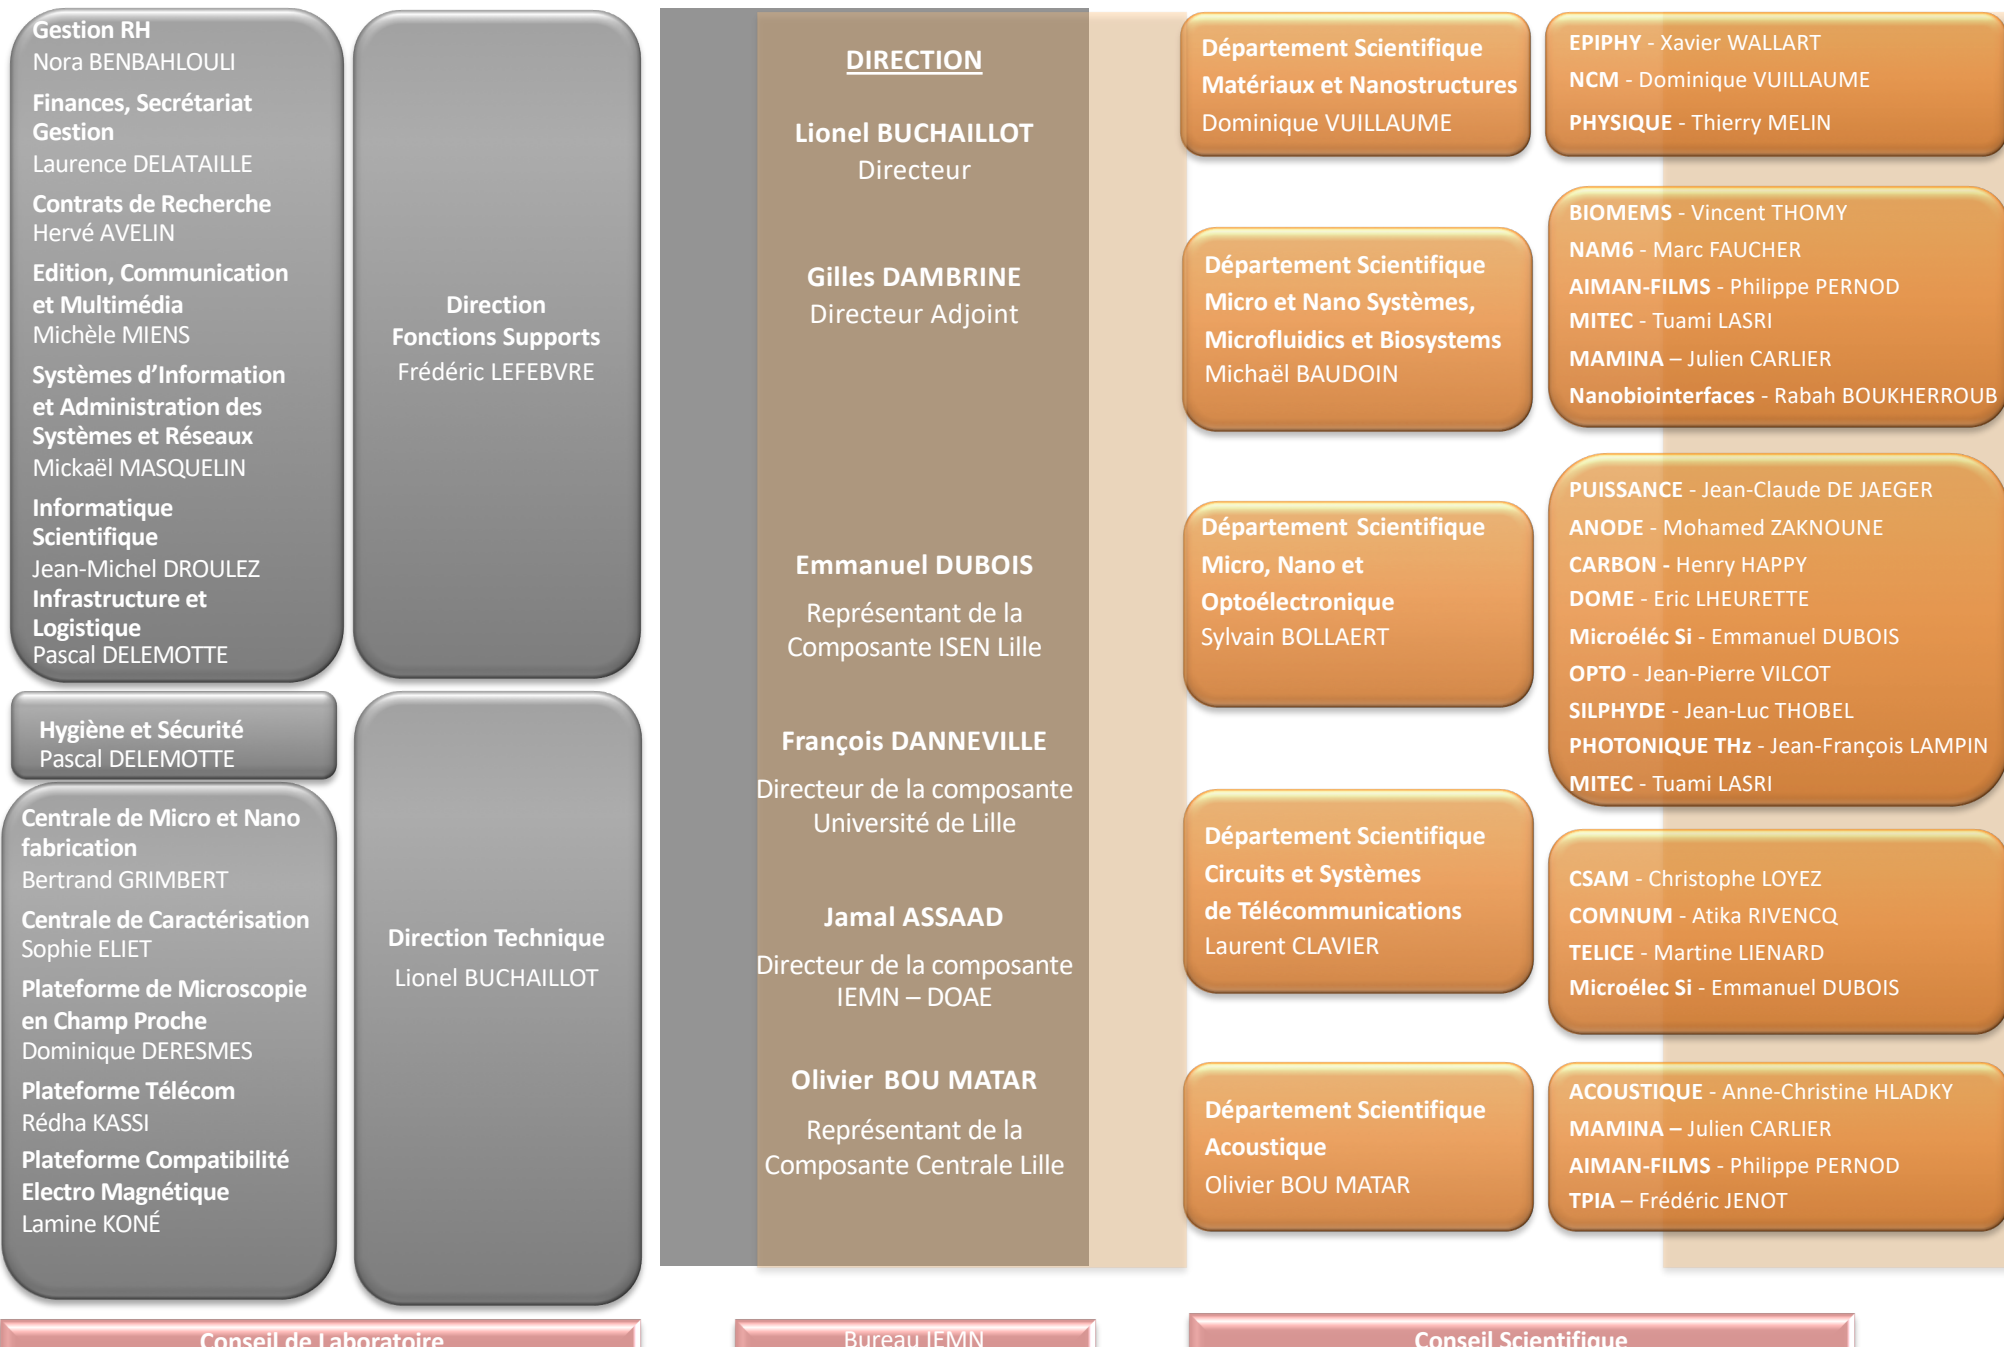 Gestion RH
Nora BENBAHLOULI
Finances, Secrétariat
Gestion
Laurence DELATAILLE
Contrats de Recherche
Hervé AVELIN
Edition, Communication
et Multimédia
Michèle MIENS
Systèmes d’Information
et Administration des
Systèmes et Réseaux
Mickaël MASQUELIN
Informatique
Scientifique
Jean-Michel DROULEZ
Infrastructure et
Logistique
Pascal DELEMOTTE
Hygiène et Sécurité
Pascal DELEMOTTE
Centrale de Micro et Nano
fabrication
Bertrand GRIMBERT
Centrale de Caractérisation
Sophie ELIET
Plateforme de Microscopie
en Champ Proche
Dominique DERESMES
Plateforme Télécom
Rédha KASSI
Plateforme Compatibilité
Electro Magnétique
Lamine KONÉ
Direction
Fonctions Supports
Frédéric LEFEBVRE
Direction Technique
Lionel BUCHAILLOT
DIRECTION
Lionel BUCHAILLOT
Directeur
Gilles DAMBRINE
Directeur Adjoint
Emmanuel DUBOIS
Représentant de la
Composante ISEN Lille
François DANNEVILLE
Directeur de la composante
Université de Lille
Jamal ASSAAD
Directeur de la composante
IEMN – DOAE
Olivier BOU MATAR
Représentant de la
Composante Centrale Lille
Département Scientifique
Matériaux et Nanostructures
Dominique VUILLAUME
Département Scientifique
Micro et Nano Systèmes,
Microfluidics et Biosystems
Michaël BAUDOIN
Département Scientifique
Micro, Nano et
Optoélectronique
Sylvain BOLLAERT
Département Scientifique
Circuits et Systèmes
de Télécommunications
Laurent CLAVIER
Département Scientifique
Acoustique
Olivier BOU MATAR
EPIPHY - Xavier WALLART
NCM - Dominique VUILLAUME
PHYSIQUE - Thierry MELIN
BIOMEMS - Vincent THOMY
NAM6 - Marc FAUCHER
AIMAN-FILMS - Philippe PERNOD
MITEC - Tuami LASRI
MAMINA – Julien CARLIER
Nanobiointerfaces - Rabah BOUKHERROUB
PUISSANCE - Jean-Claude DE JAEGER
ANODE - Mohamed ZAKNOUNE
CARBON - Henry HAPPY
DOME - Eric LHEURETTE
Microéléc Si - Emmanuel DUBOIS
OPTO - Jean-Pierre VILCOT
SILPHYDE - Jean-Luc THOBEL
PHOTONIQUE THz - Jean-François LAMPIN
MITEC - Tuami LASRI
CSAM - Christophe LOYEZ
COMNUM - Atika RIVENCQ
TELICE - Martine LIENARD
Microélec Si - Emmanuel DUBOIS
ACOUSTIQUE - Anne-Christine HLADKY
MAMINA – Julien CARLIER
AIMAN-FILMS - Philippe PERNOD
TPIA – Frédéric JENOT
Conseil de Laboratoire
Bureau IEMN
Conseil Scientifique